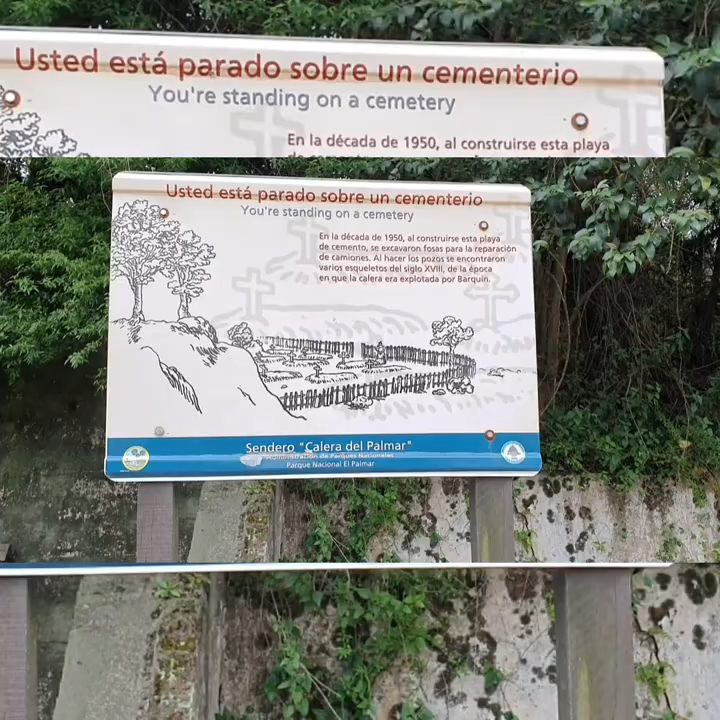 Usted está parado sobre un cementerio
You're standing on a cemetery
En la década de 1950, al construirse esta playa
Usted está parado sobre un cementerio
You're standing on a cemetery
En la década de 1950, al construirse esta playa
de cemento, se excavaron fosas para la reparación
de camiones. Al hacer los pozos se encontraron
varios esqueletos del siglo XVIII, de la época
en que la calera era explotada por Barquín.
Sendero "Calera del Palmar"
Administración de Parques Nacionales
Parque Nacional El Palmar